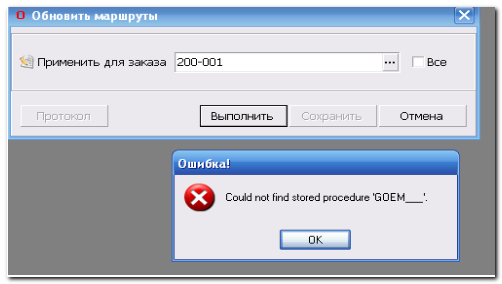 Обновить маршруты
Применить для заказа 200-001 ... Все
Протокол Выполнить Сохранить Отмена
Ошибка!
Could not find stored procedure 'GOEM___'.
OK